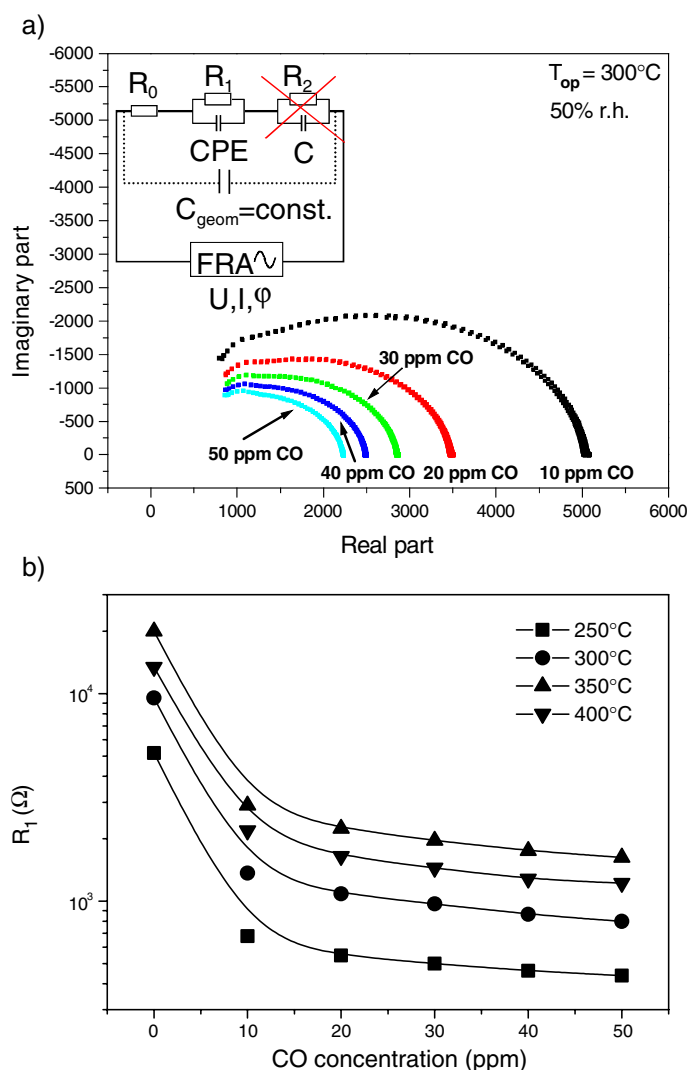 a)
-6000
-5500
-5000
-4500
-4000
-3500
-3000
-2500
-2000
-1500
-1000
-500
0
500
Imaginary part
R0 R1 R2
CPE C
Cgeom=const.
FRA
U,I,φ
Top = 300°C
50% r.h.
30 ppm CO
50 ppm CO
40 ppm CO
20 ppm CO
10 ppm CO
0 1000 2000 3000 4000 5000 6000
Real part
b)
250°C
300°C
350°C
400°C
10^4
10^3
R1 (Ω)
0 10 20 30 40 50
CO concentration (ppm)